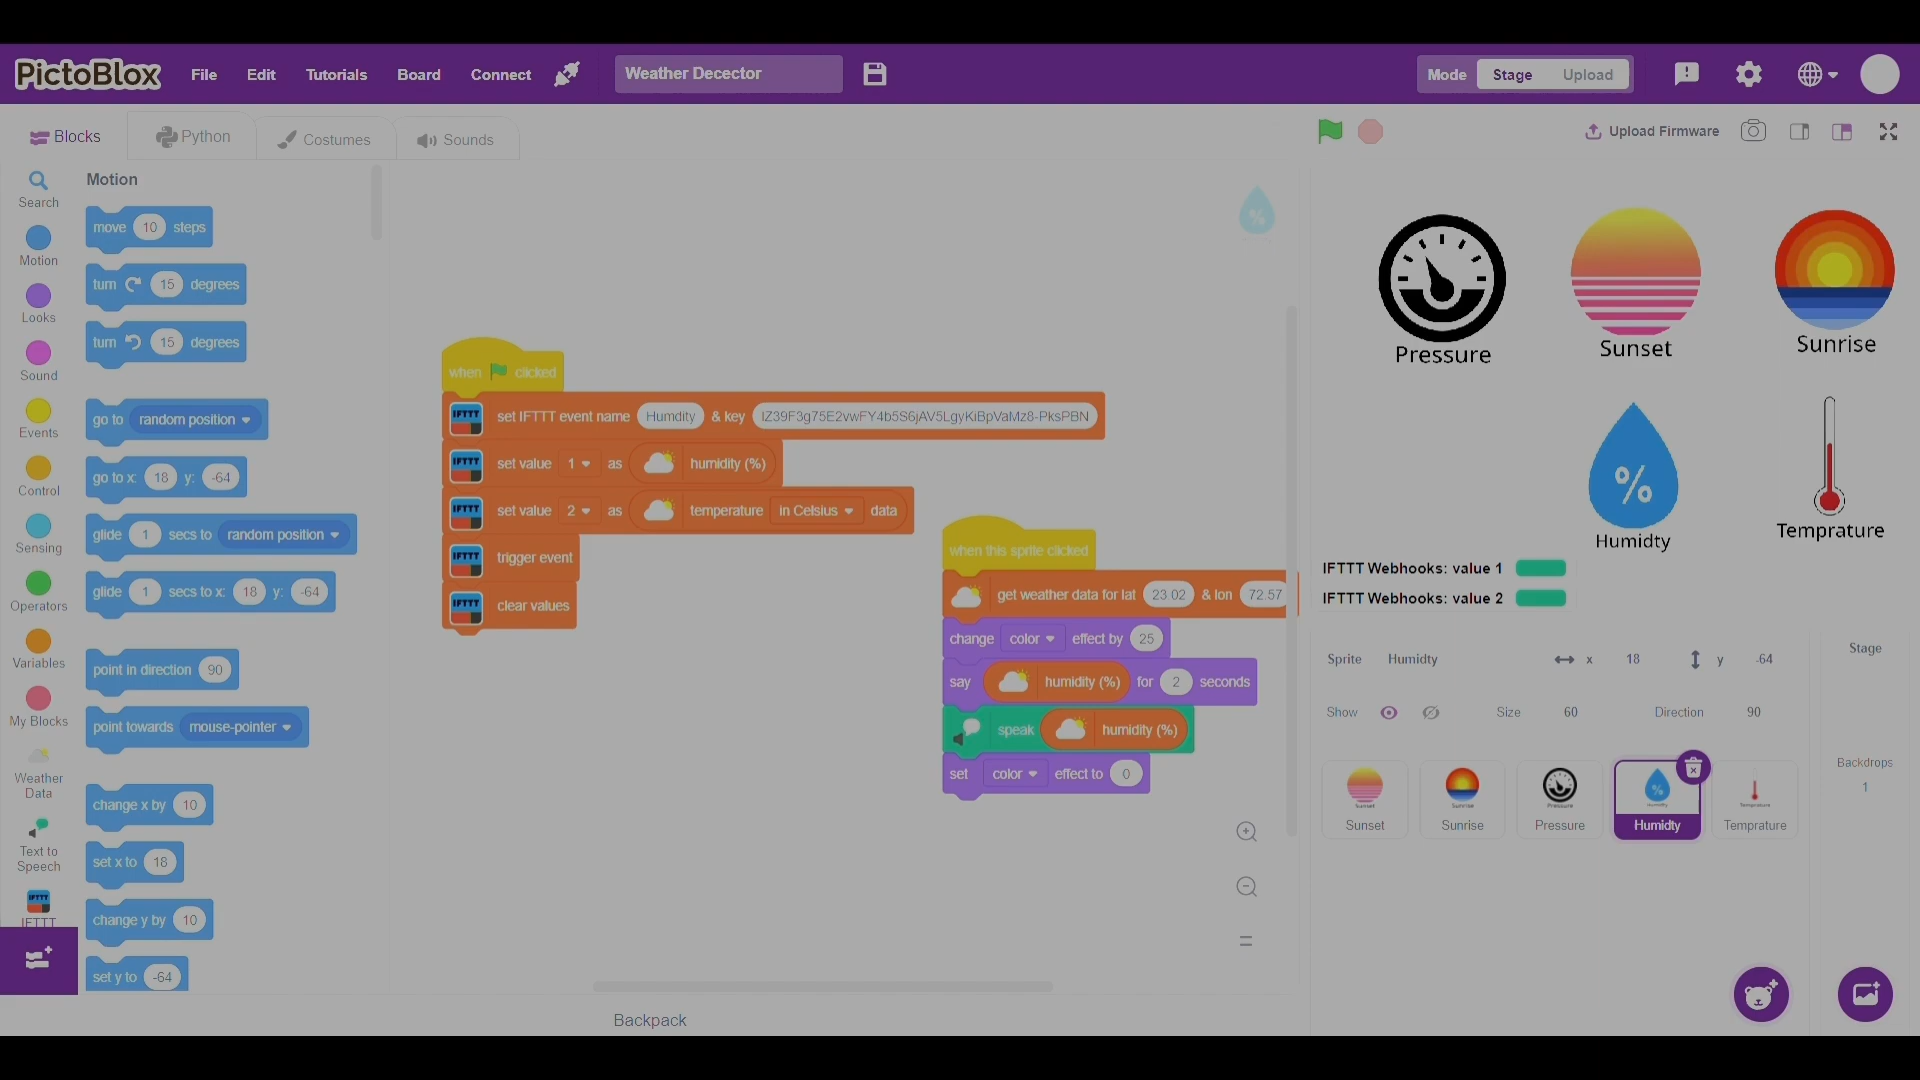 PictoBlox File Edit Tutorials Board Connect Weather Decector Mode Stage Upload
Blocks Python Costumes Sounds
Upload Firmware
Search
Motion
Looks
Sound
Events
Control
Sensing
Operators
Variables
My Blocks
Weather
Data
Text to
Speech
IFTTT
Motion
move 10 steps
turn 15 degrees
turn 15 degrees
go to random position
go to x: 18 y: -64
glide 1 secs to random position
glide 1 secs to x: 18 y: -64
point in direction 90
point towards mouse-pointer
change x by 10
set x to 18
change y by 10
set y to -64
when clicked
IFTTT set IFTTT event name Humdity & key IZ39F3g75E2vwFY4b5S6jAV5LgyKiBpVaMz8-PksPBN
IFTTT set value 1 as humidity (%)
IFTTT set value 2 as temperature in Celsius data
IFTTT trigger event
IFTTT clear values
%
when this sprite clicked
get weather data for lat 23.02 & lon 72.57
change color effect by 25
say humidity (%) for 2 seconds
speak humidity (%)
set color effect to 0
Backpack
Pressure
Sunset
Sunrise
%
Humidty
Temprature
IFTTT Webhooks: value 1
IFTTT Webhooks: value 2
Sprite Humidty x 18 y -64
Show Size 60 Direction 90
Sunset Sunrise Pressure Humidty Temprature
Stage
Backdrops
1